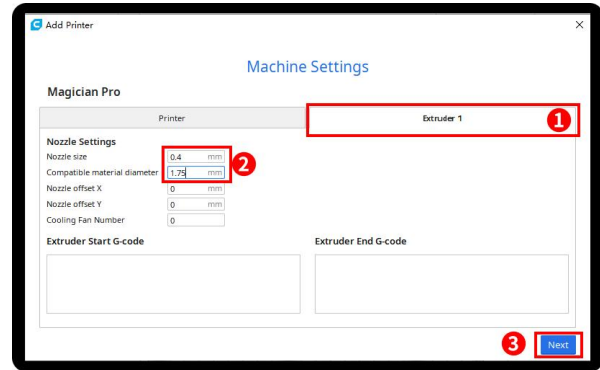 Add Printer
Machine Settings
Magician Pro
Printer
Extruder 1
1
Nozzle Settings
Nozzle size 0.4 mm
2
Compatible material diameter 1.75 mm
Nozzle offset X 0 mm
Nozzle offset Y 0 mm
Cooling Fan Number 0
Extruder Start G-code
Extruder End G-code
3
Next